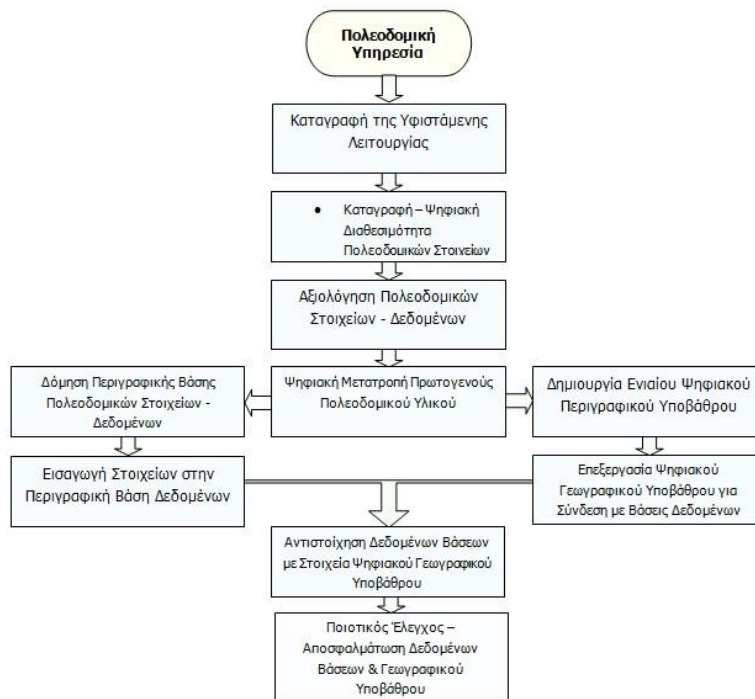 Πολεοδομική
Υπηρεσία
Καταγραφή της Υφιστάμενης
Λειτουργίας
• Καταγραφή – Ψηφιακή
Διαθεσιμότητα
Πολεοδομικών Στοιχείων
Αξιολόγηση Πολεοδομικών
Στοιχείων - Δεδομένων
Δόμηση Περιγραφικής Βάσης
Πολεοδομικών Στοιχείων -
Δεδομένων
Ψηφιακή Μετατροπή Πρωτογενούς
Πολεοδομικού Υλικού
Δημιουργία Ενιαίου Ψηφιακού
Περιγραφικού Υποβάθρου
Εισαγωγή Στοιχείων στην
Περιγραφική Βάση Δεδομένων
Επεξεργασία Ψηφιακού
Γεωγραφικού Υποβάθρου για
Σύνδεση με Βάσεις Δεδομένων
Αντιστοίχηση Δεδομένων Βάσεων
με Στοιχεία Ψηφιακού Γεωγραφικού
Υποβάθρου
Ποιοτικός Έλεγχος –
Αποσφαλμάτωση Δεδομένων
Βάσεων & Γεωγραφικού
Υποβάθρου